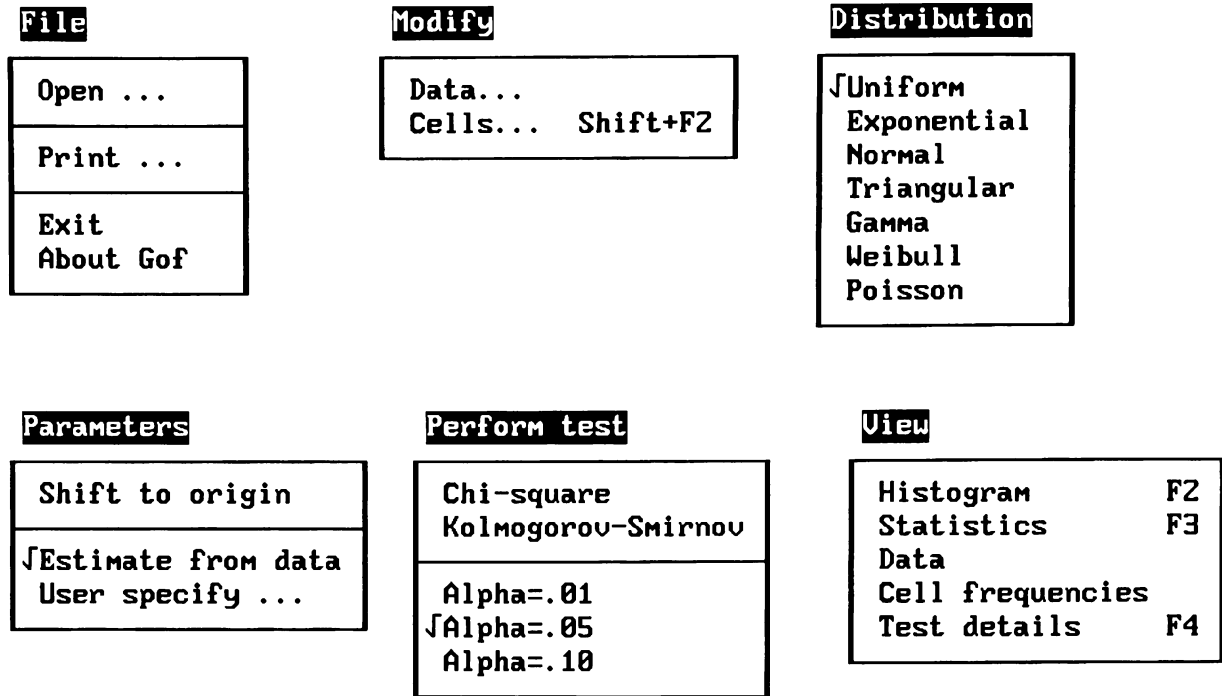 File
Open ...
Print ...
Exit
About Gof
Modify
Data...
Cells... Shift+F2
Distribution
√Uniform
Exponential
Normal
Triangular
Gamma
Weibull
Poisson
Parameters
Shift to origin
√Estimate from data
User specify ...
Perform test
Chi-square
Kolmogorov-Smirnov
Alpha=.01
√Alpha=.05
Alpha=.10
View
Histogram F2
Statistics F3
Data
Cell frequencies
Test details F4